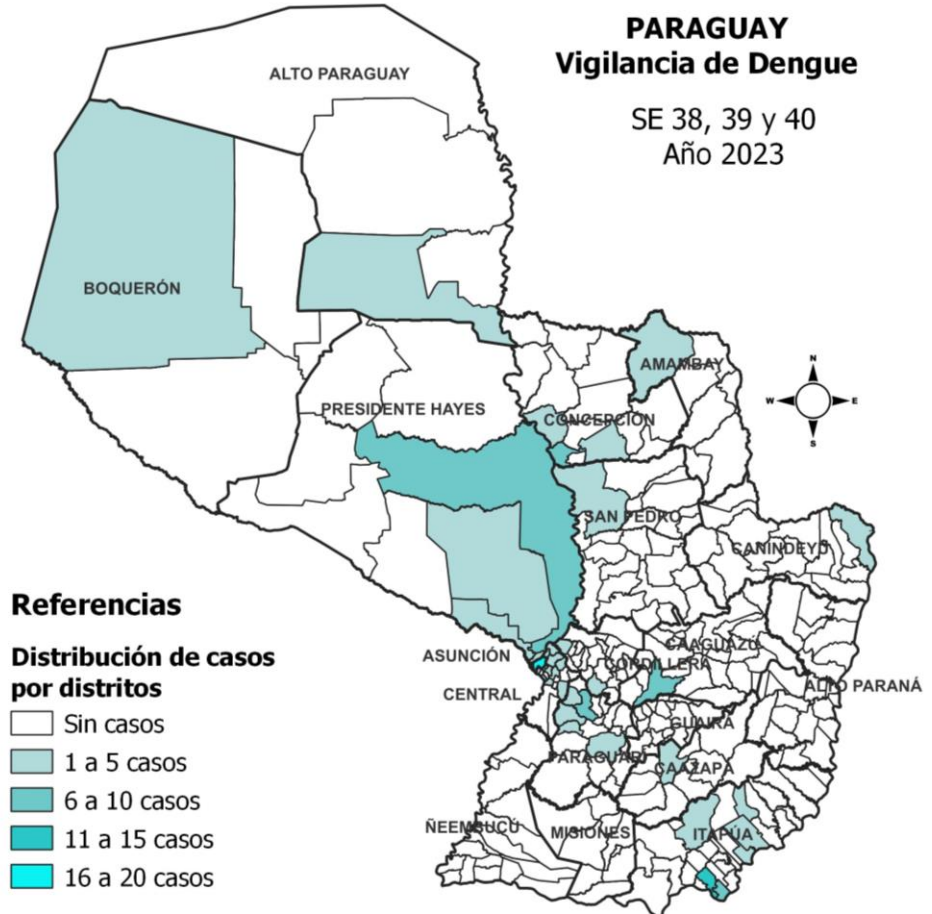 PARAGUAY
Vigilancia de Dengue
SE 38, 39 y 40
Año 2023
ALTO PARAGUAY
BOQUERÓN
AMAMBAY
N
W
E
S
PRESIDENTE HAYES
CONCEPCIÓN
SAN PEDRO
CANINDEYÚ
Referencias
Distribución de casos
por distritos
Sin casos
1 a 5 casos
6 a 10 casos
11 a 15 casos
16 a 20 casos
ASUNCIÓN
CAAGUAZÚ
CORDILLERA
CENTRAL
ALTO PARANÁ
GUAIRÁ
PARAGUARÍ
CAAZAPÁ
ÑEEMBUCÚ
MISIONES
ITAPÚA